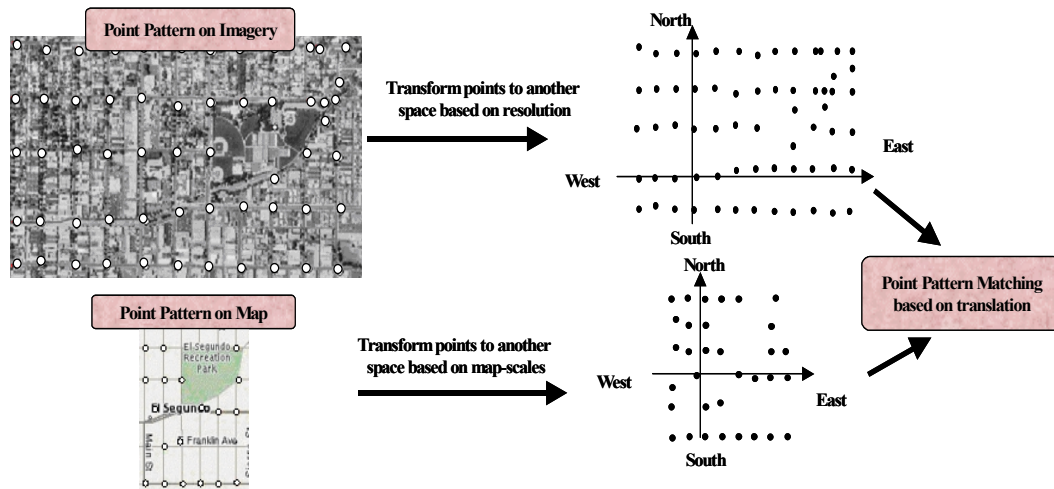 Point Pattern on Imagery
Transform points to another
space based on resolution
North
East
West
South
Point Pattern on Map
El Segundo
Recreation
Park
El Segundo
Franklin Ave
Main St
Transform points to another
space based on map-scales
North
West
East
South
Point Pattern Matching
based on translation